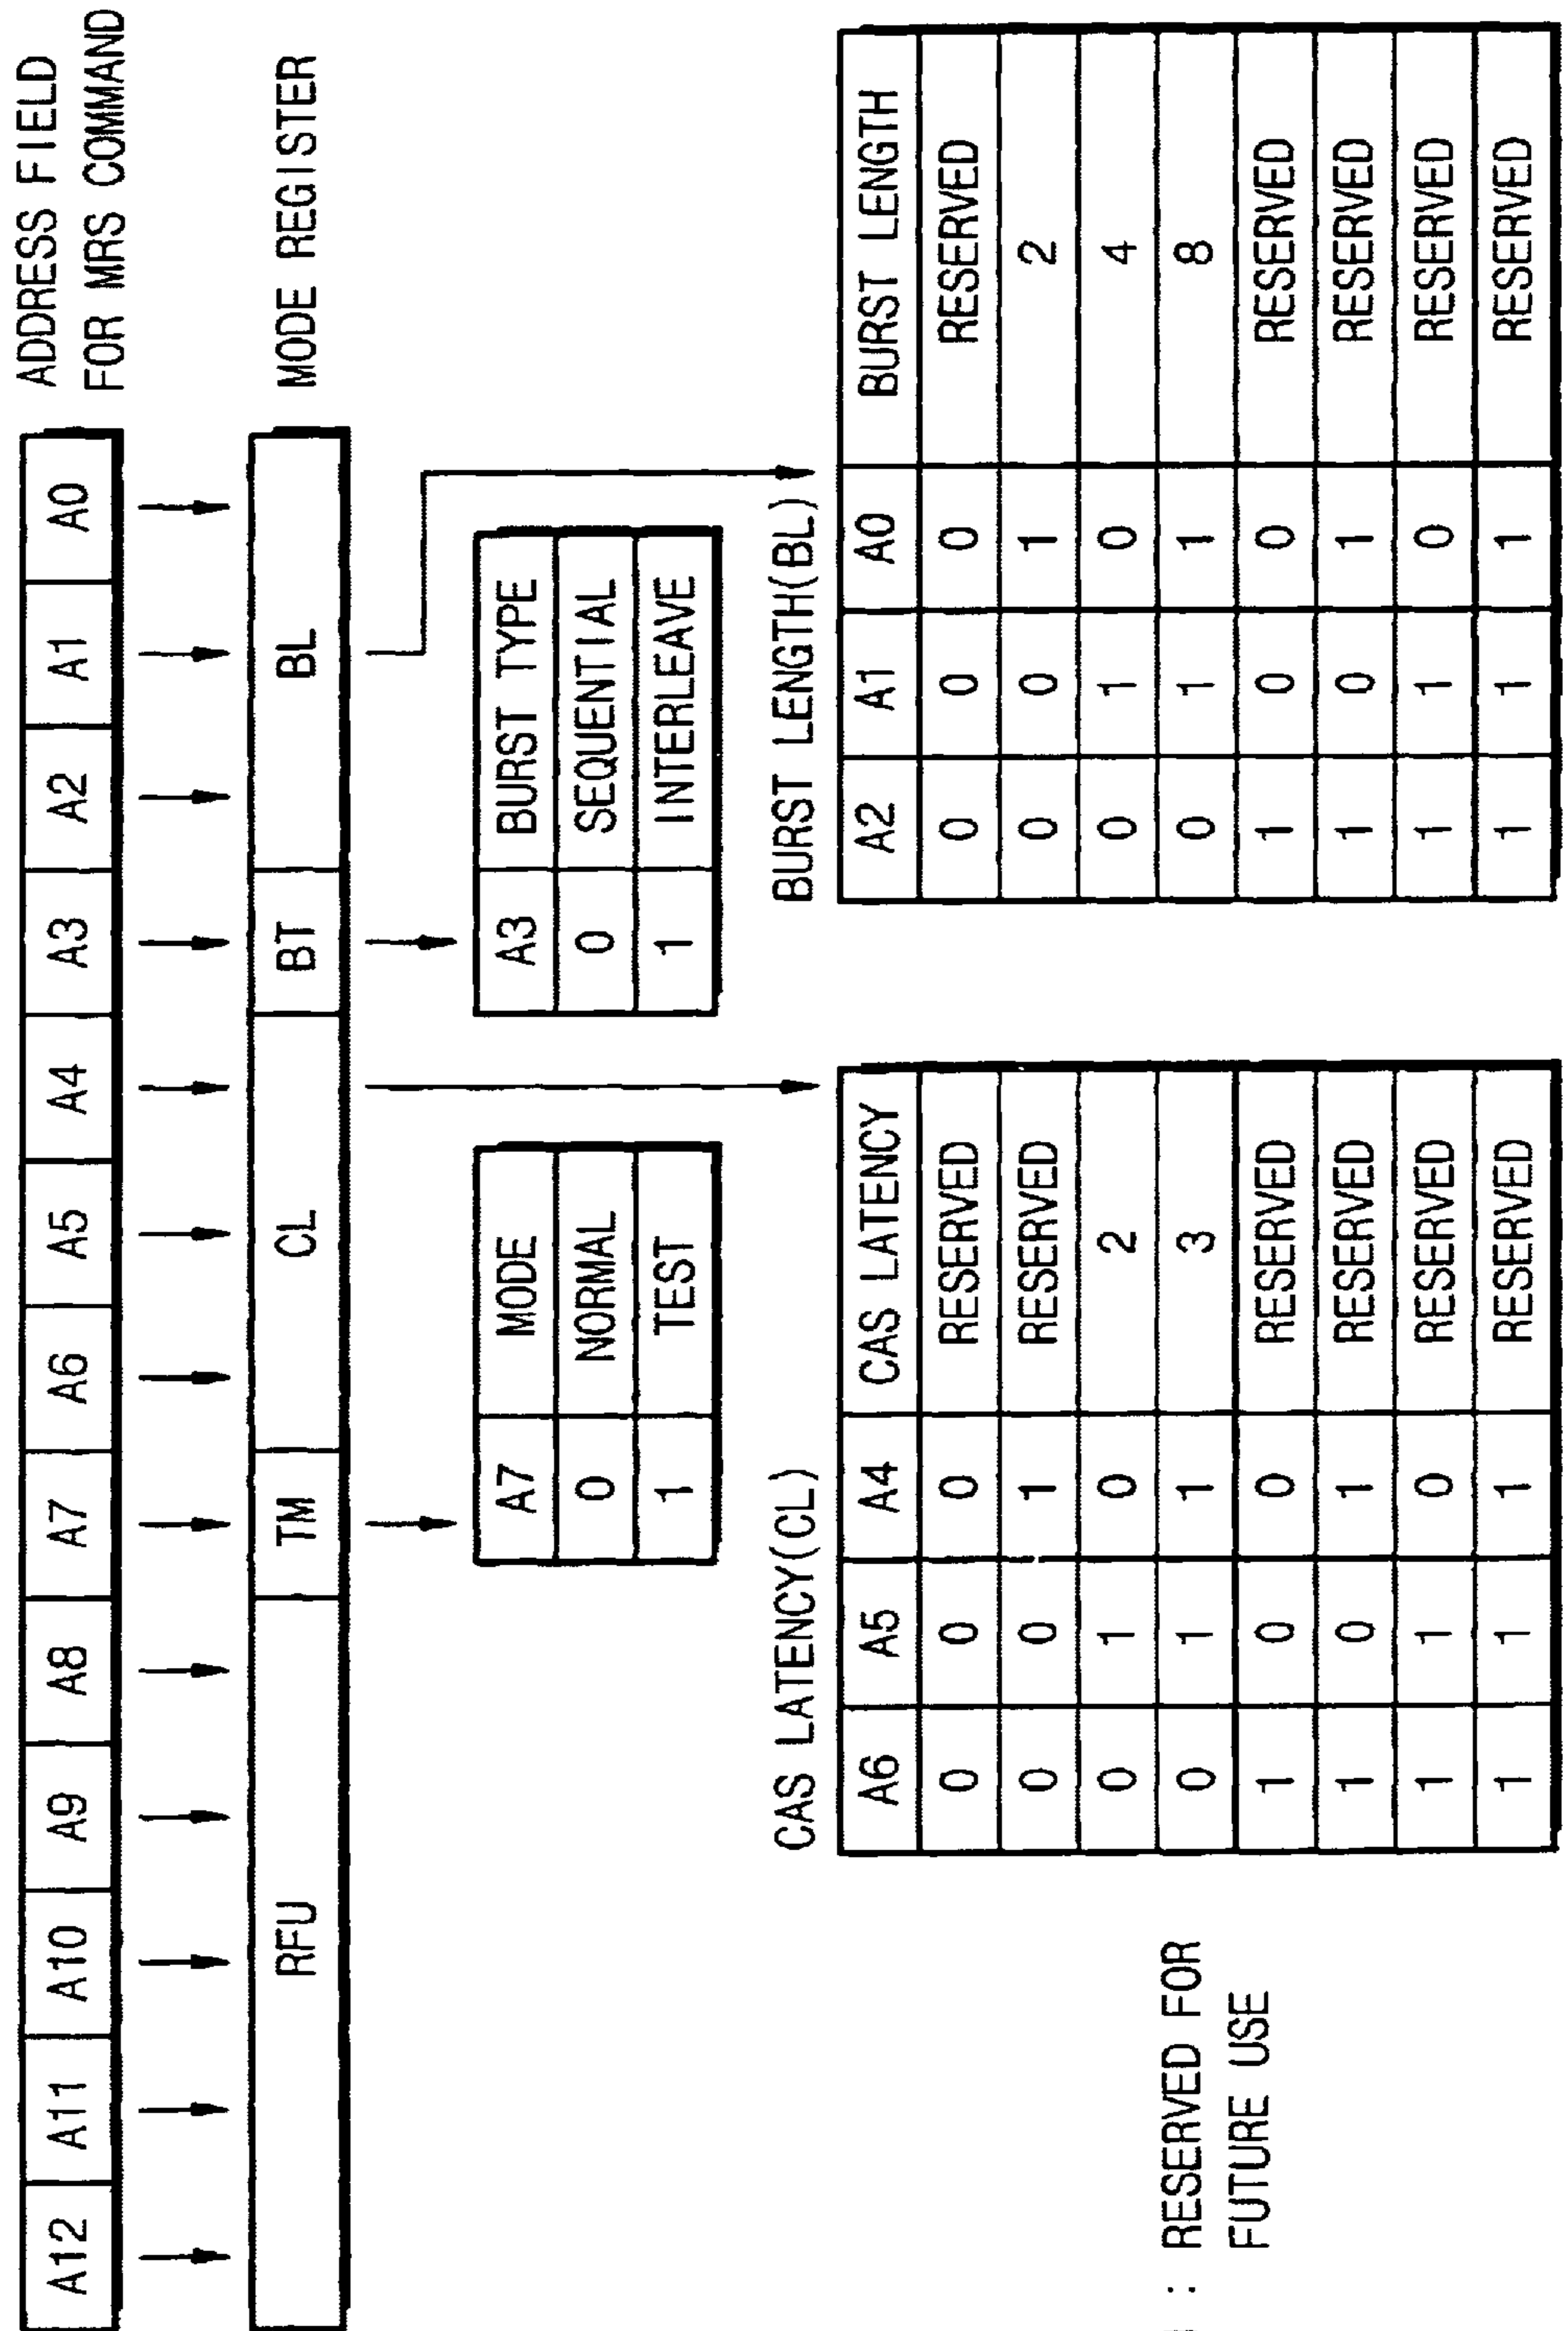 ADDRESS FIELD
FOR MRS COMMAND
A12 A11 A10 A9 A8 A7 A6 A5 A4 A3 A2 A1 A0
MODE REGISTER
RFU TM CL BT BL
A7 MODE
0 NORMAL
1 TEST
A3 BURST TYPE
0 SEQUENTIAL
1 INTERLEAVE
CAS LATENCY(CL)
A6 A5 A4 CAS LATENCY
0 0 0 RESERVED
0 0 1 RESERVED
0 1 0 2
0 1 1 3
1 0 0 RESERVED
1 0 1 RESERVED
1 1 0 RESERVED
1 1 1 RESERVED
BURST LENGTH(BL)
A2 A1 A0 BURST LENGTH
0 0 0 RESERVED
0 0 1 2
0 1 0 4
0 1 1 8
1 0 0 RESERVED
1 0 1 RESERVED
1 1 0 RESERVED
1 1 1 RESERVED
: RESERVED FOR
FUTURE USE